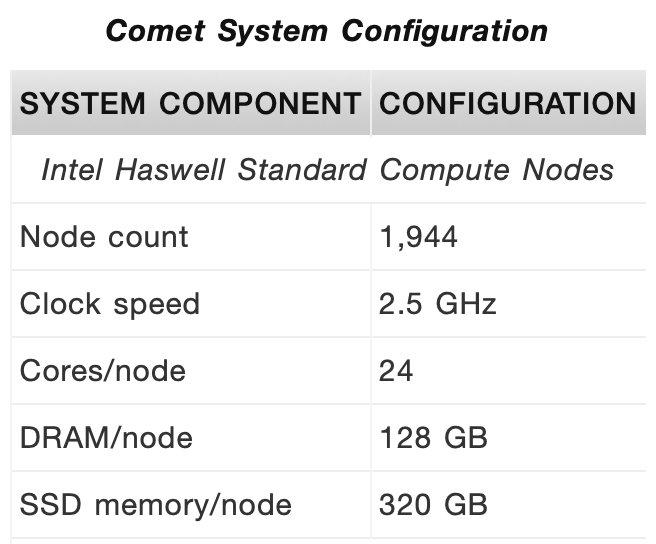 Comet System Configuration
SYSTEM COMPONENT CONFIGURATION
Intel Haswell Standard Compute Nodes
Node count 1,944
Clock speed 2.5 GHz
Cores/node 24
DRAM/node 128 GB
SSD memory/node 320 GB